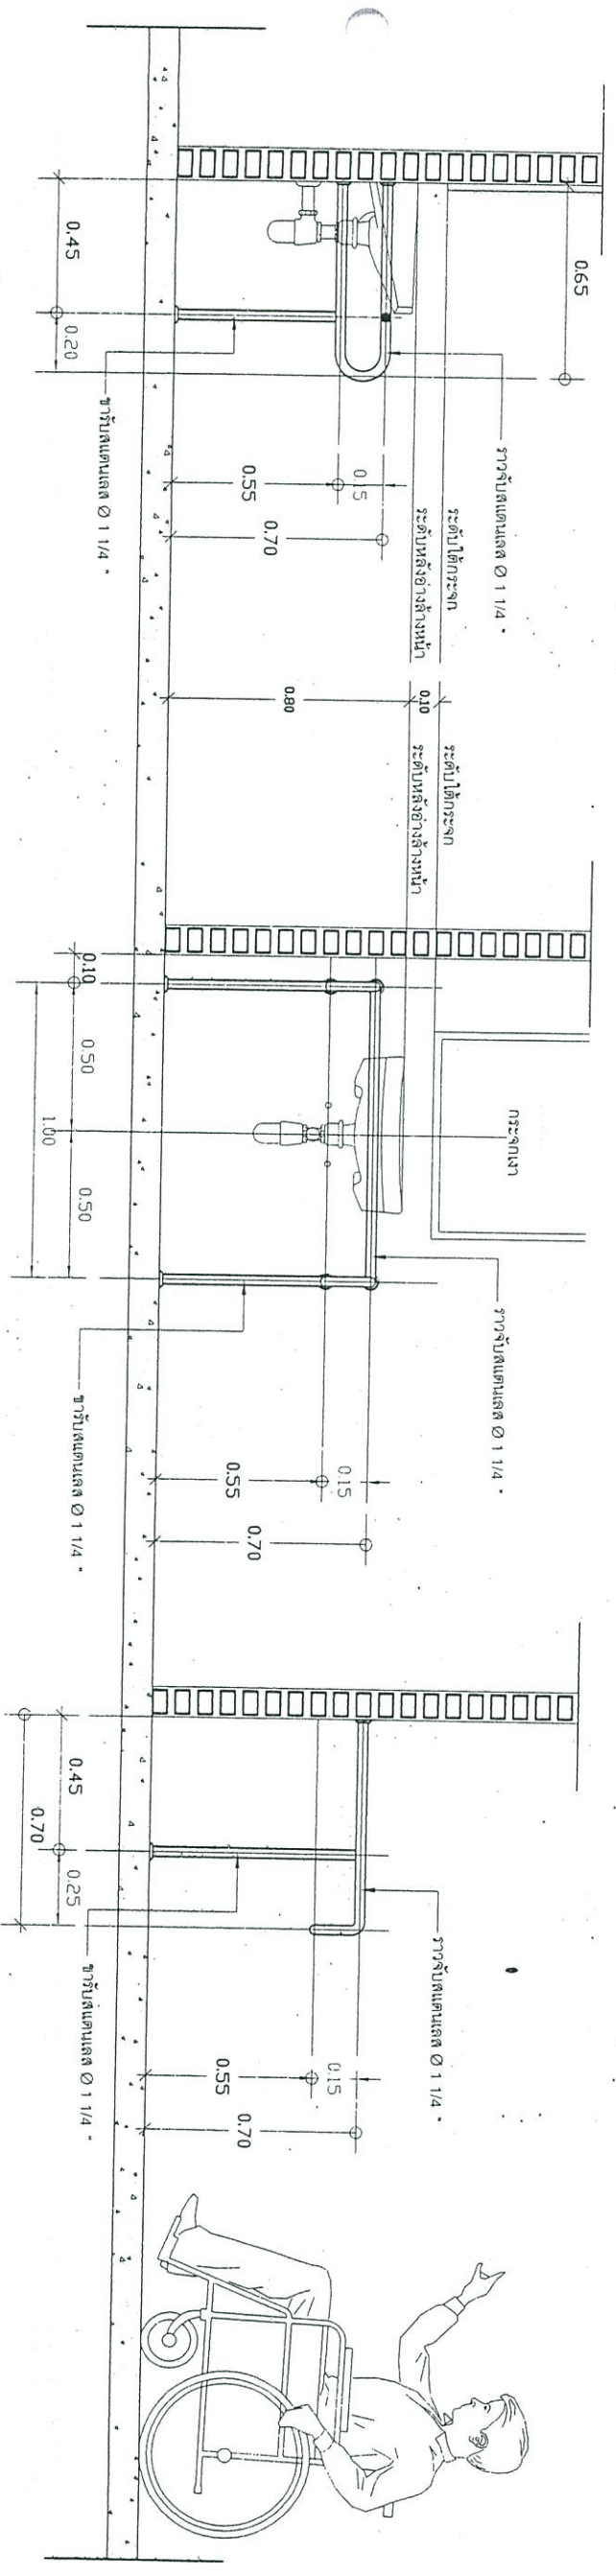 0.65
0.45
0.20
ราวจับสแตนเลส Ø 1 1/4 "
ขารับสแตนเลส Ø 1 1/4 "
0.15
0.55
0.70
ระดับใต้กระจก
ระดับหลังอ่างล้างหน้า
0.10
0.80
ระดับใต้กระจก
ระดับหลังอ่างล้างหน้า
กระจกเงา
0.10
0.50
0.50
1.00
ราวจับสแตนเลส Ø 1 1/4 "
ขารับสแตนเลส Ø 1 1/4 "
0.15
0.55
0.70
0.45
0.25
0.70
ราวจับสแตนเลส Ø 1 1/4 "
ขารับสแตนเลส Ø 1 1/4 "
0.15
0.55
0.70